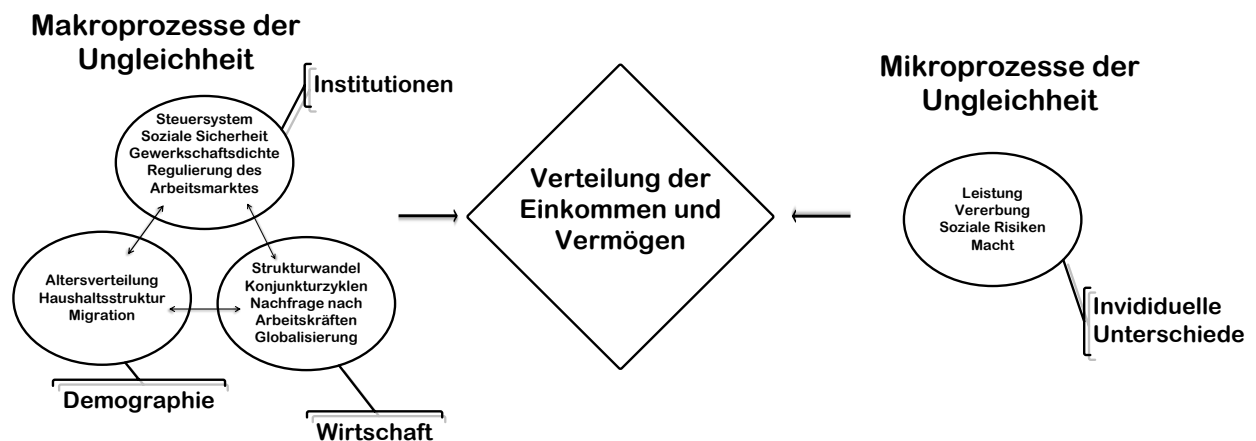 Makroprozesse der
Ungleichheit
Institutionen
Steuersystem
Soziale Sicherheit
Gewerkschaftsdichte
Regulierung des
Arbeitsmarktes
Altersverteilung
Haushaltsstruktur
Migration
Demographie
Strukturwandel
Konjunkturzyklen
Nachfrage nach
Arbeitskräften
Globalisierung
Wirtschaft
Verteilung der
Einkommen und
Vermögen
Mikroprozesse der
Ungleichheit
Leistung
Vererbung
Soziale Risiken
Macht
Invididuelle
Unterschiede